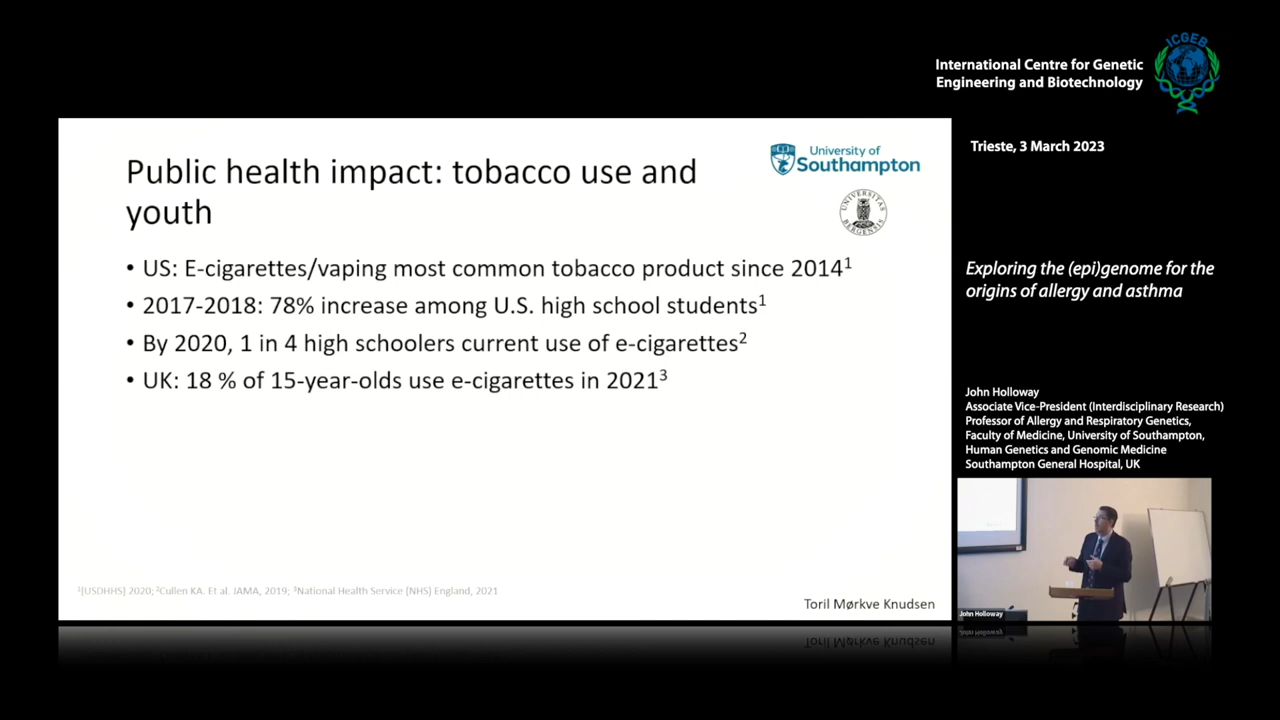 ICGEB
International Centre for Genetic
Engineering and Biotechnology
Trieste, 3 March 2023
Public health impact: tobacco use and
youth
University of
Southampton
UNIVERSITAS
BERGENSIS
• US: E-cigarettes/vaping most common tobacco product since 2014¹
• 2017-2018: 78% increase among U.S. high school students¹
• By 2020, 1 in 4 high schoolers current use of e-cigarettes²
• UK: 18 % of 15-year-olds use e-cigarettes in 2021³
¹(USDHHS) 2020; ²Cullen KA. Et al. JAMA, 2019; ³National Health Service (NHS) England, 2021
Toril Mørkve Knudsen
Exploring the (epi)genome for the
origins of allergy and asthma
John Holloway
Associate Vice-President (Interdisciplinary Research)
Professor of Allergy and Respiratory Genetics,
Faculty of Medicine, University of Southampton,
Human Genetics and Genomic Medicine
Southampton General Hospital, UK
John Holloway